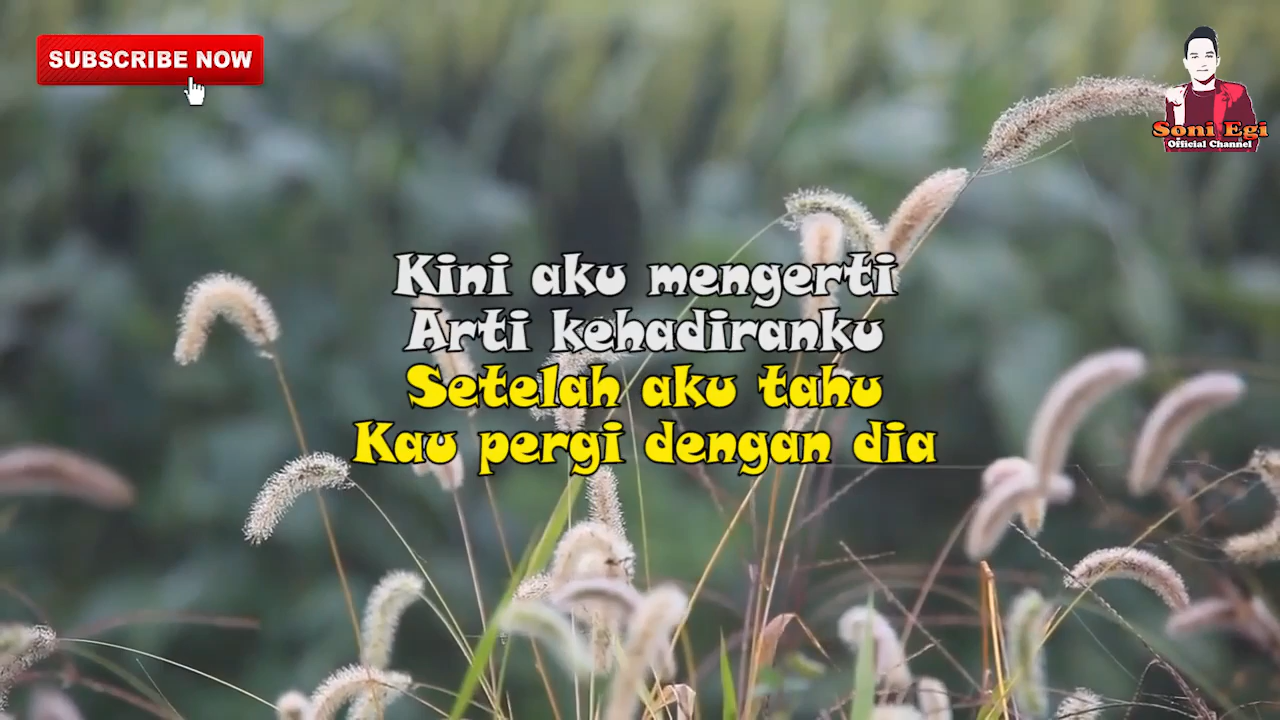 SUBSCRIBE NOW
Soni Egi
Official Channel
Kini aku mengerti
Arti kehadiranku
Setelah aku tahu
Kau pergi dengan dia